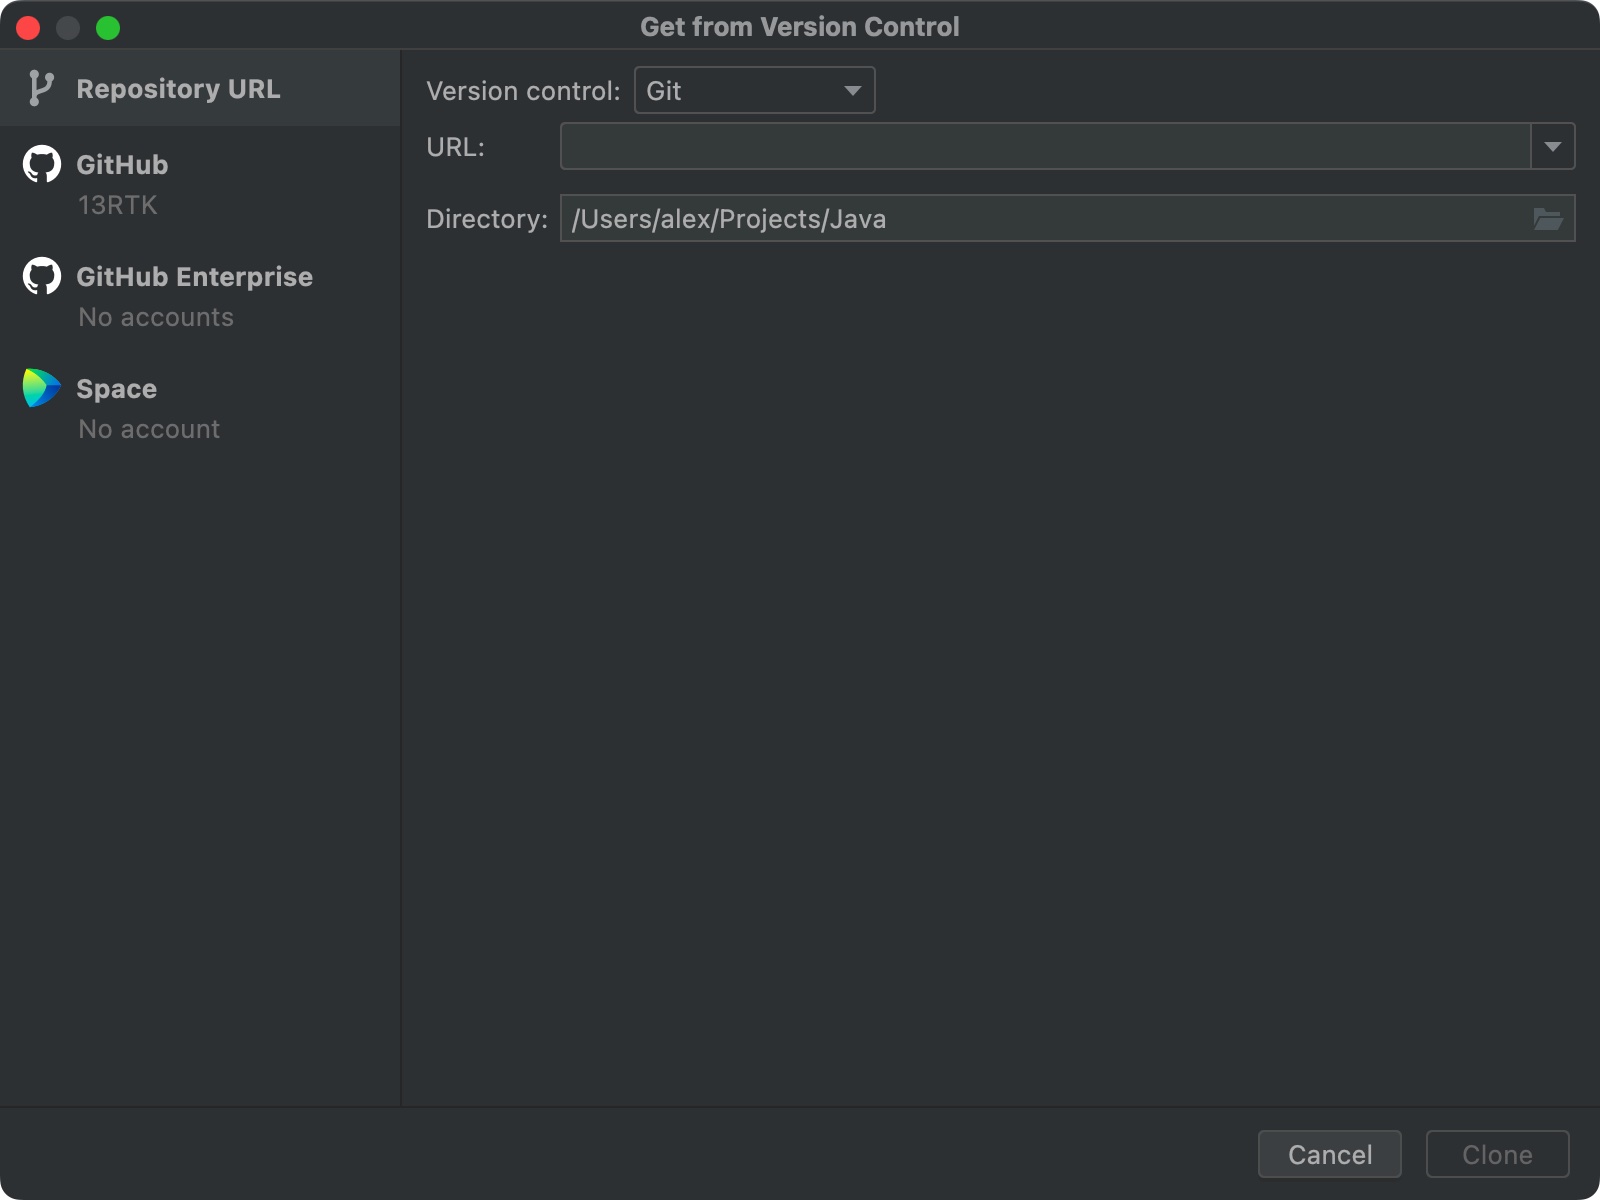 Get from Version Control
Repository URL
GitHub
13RTK
GitHub Enterprise
No accounts
Space
No account
Version control: Git
URL:
Directory: /Users/alex/Projects/Java
Cancel Clone